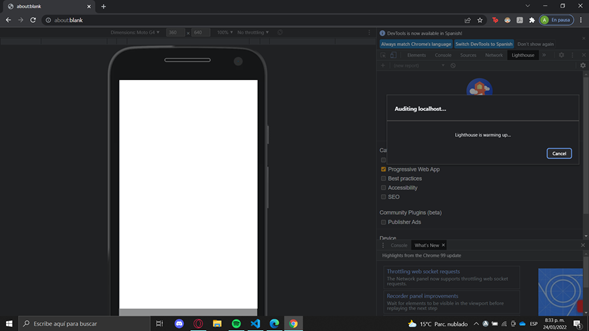 about:blank
about:blank
En pausa
DevTools is now available in Spanish!
Always match Chrome's language
Switch DevTools to Spanish
Don't show again
Dimensions: Moto G4
360
640
100%
No throttling
Elements
Console
Sources
Network
Lighthouse
Auditing localhost...
Lighthouse is warming up...
Cancel
Progressive Web App
Best practices
Accessibility
SEO
Community Plugins (beta)
Publisher Ads
Device
Console
What's New
Highlights from the Chrome 99 update
Throttling web socket requests
The Network panel now supports throttling web socket
requests.
Recorder panel improvements
Wait for elements to be visible in the viewport before
replaying the next step
Escribe aquí para buscar
15°C Parc. nublado
ESP
8:33 p. m.
24/03/2022